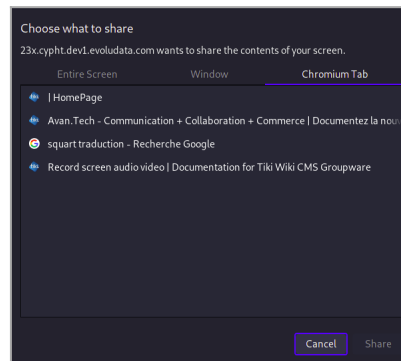 Choose what to share
23x.cypht.dev1.evoludata.com wants to share the contents of your screen.
Entire Screen Window Chromium Tab
| HomePage
Avan.Tech - Communication + Collaboration + Commerce | Documentez la nouv
squart traduction - Recherche Google
Record screen audio video | Documentation for Tiki Wiki CMS Groupware
Cancel Share